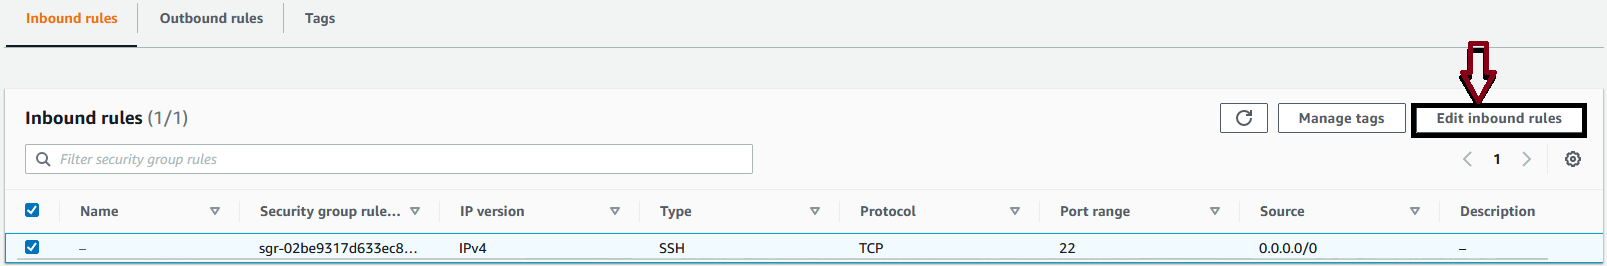 Inbound rules Outbound rules Tags
Inbound rules (1/1) Manage tags Edit inbound rules
Filter security group rules 1
Name Security group rule... IP version Type Protocol Port range Source Description
– sgr-02be9317d633ec8... IPv4 SSH TCP 22 0.0.0.0/0 –